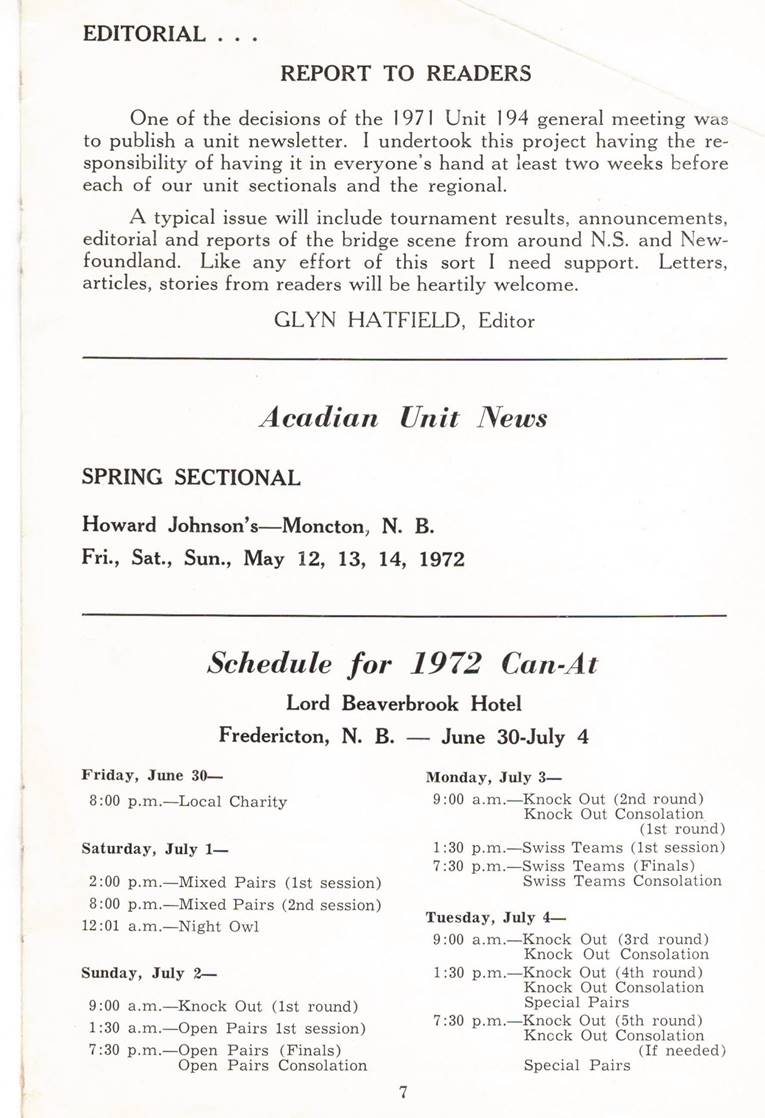 EDITORIAL . . .
REPORT TO READERS
One of the decisions of the 1971 Unit 194 general meeting was
to publish a unit newsletter. I undertook this project having the re-
sponsibility of having it in everyone's hand at least two weeks before
each of our unit sectionals and the regional.
A typical issue will include tournament results, announcements,
editorial and reports of the bridge scene from around N.S. and New-
foundland. Like any effort of this sort I need support. Letters,
articles, stories from readers will be heartily welcome.
GLYN HATFIELD, Editor
Acadian Unit News
SPRING SECTIONAL
Howard Johnson's—Moncton, N. B.
Fri., Sat., Sun., May 12, 13, 14, 1972
Schedule for 1972 Can-At
Lord Beaverbrook Hotel
Fredericton, N. B. — June 30-July 4
Friday, June 30—
8:00 p.m.—Local Charity
Saturday, July 1—
2:00 p.m.—Mixed Pairs (1st session)
8:00 p.m.—Mixed Pairs (2nd session)
12:01 a.m.—Night Owl
Sunday, July 2—
9:00 a.m.—Knock Out (1st round)
1:30 a.m.—Open Pairs 1st session)
7:30 p.m.—Open Pairs (Finals)
Open Pairs Consolation
Monday, July 3—
9:00 a.m.—Knock Out (2nd round)
Knock Out Consolation
(1st round)
1:30 p.m.—Swiss Teams (1st session)
7:30 p.m.—Swiss Teams (Finals)
Swiss Teams Consolation
Tuesday, July 4—
9:00 a.m.—Knock Out (3rd round)
Knock Out Consolation
1:30 p.m.—Knock Out (4th round)
Knock Out Consolation
Special Pairs
7:30 p.m.—Knock Out (5th round)
Knock Out Consolation
(If needed)
Special Pairs
7